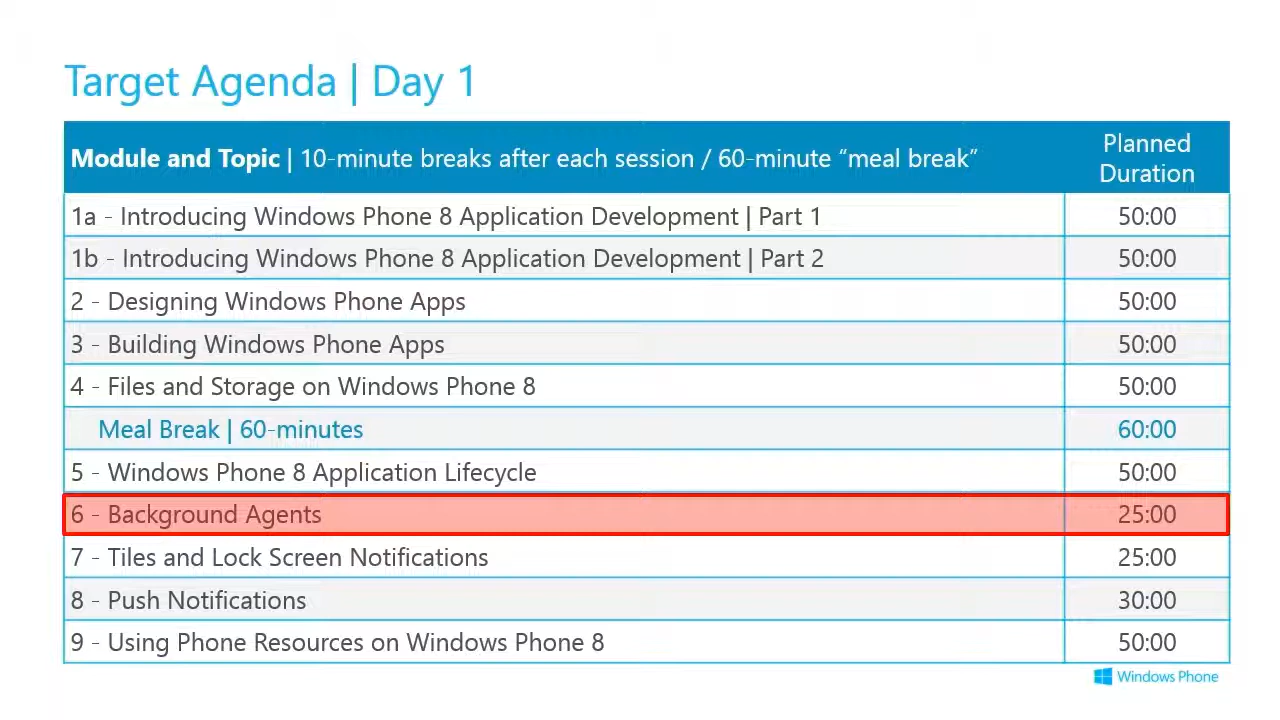 Target Agenda | Day 1
Module and Topic | 10-minute breaks after each session / 60-minute “meal break”
Planned
Duration
1a - Introducing Windows Phone 8 Application Development | Part 1 50:00
1b - Introducing Windows Phone 8 Application Development | Part 2 50:00
2 - Designing Windows Phone Apps 50:00
3 - Building Windows Phone Apps 50:00
4 - Files and Storage on Windows Phone 8 50:00
Meal Break | 60-minutes 60:00
5 - Windows Phone 8 Application Lifecycle 50:00
6 - Background Agents 25:00
7 - Tiles and Lock Screen Notifications 25:00
8 - Push Notifications 30:00
9 - Using Phone Resources on Windows Phone 8 50:00
Windows Phone